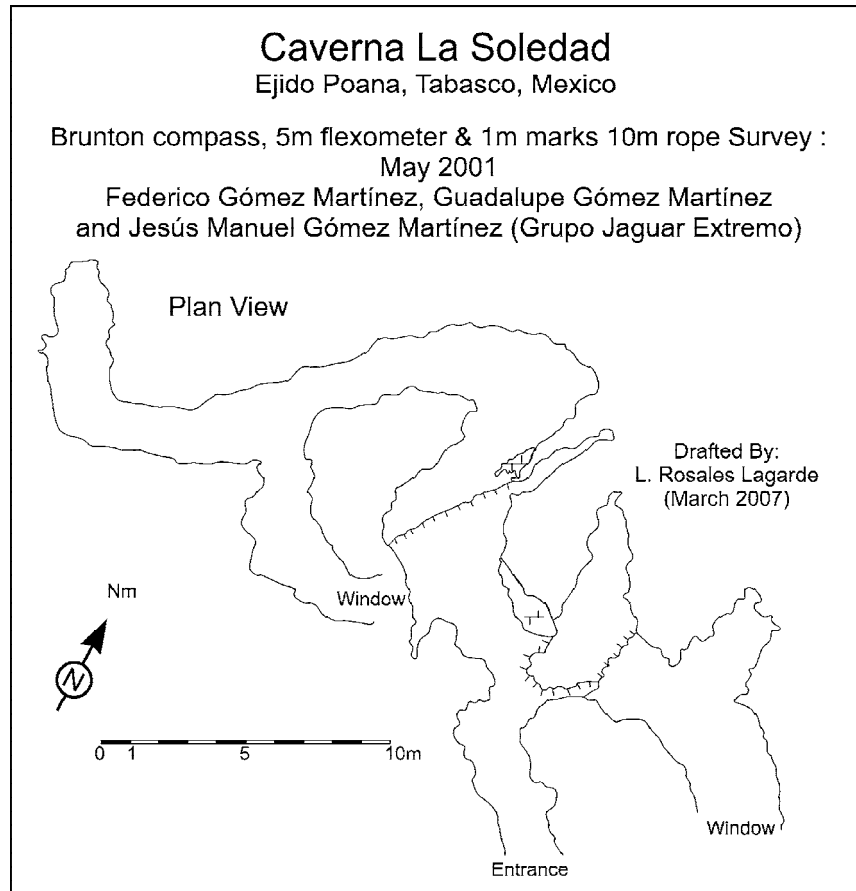 Caverna La Soledad
Ejido Poana, Tabasco, Mexico
Brunton compass, 5m flexometer & 1m marks 10m rope Survey :
May 2001
Federico Gómez Martínez, Guadalupe Gómez Martínez
and Jesús Manuel Gómez Martínez (Grupo Jaguar Extremo)
Plan View
Drafted By:
L. Rosales Lagarde
(March 2007)
Nm
Window
N
0 1 5 10m
Window
Entrance